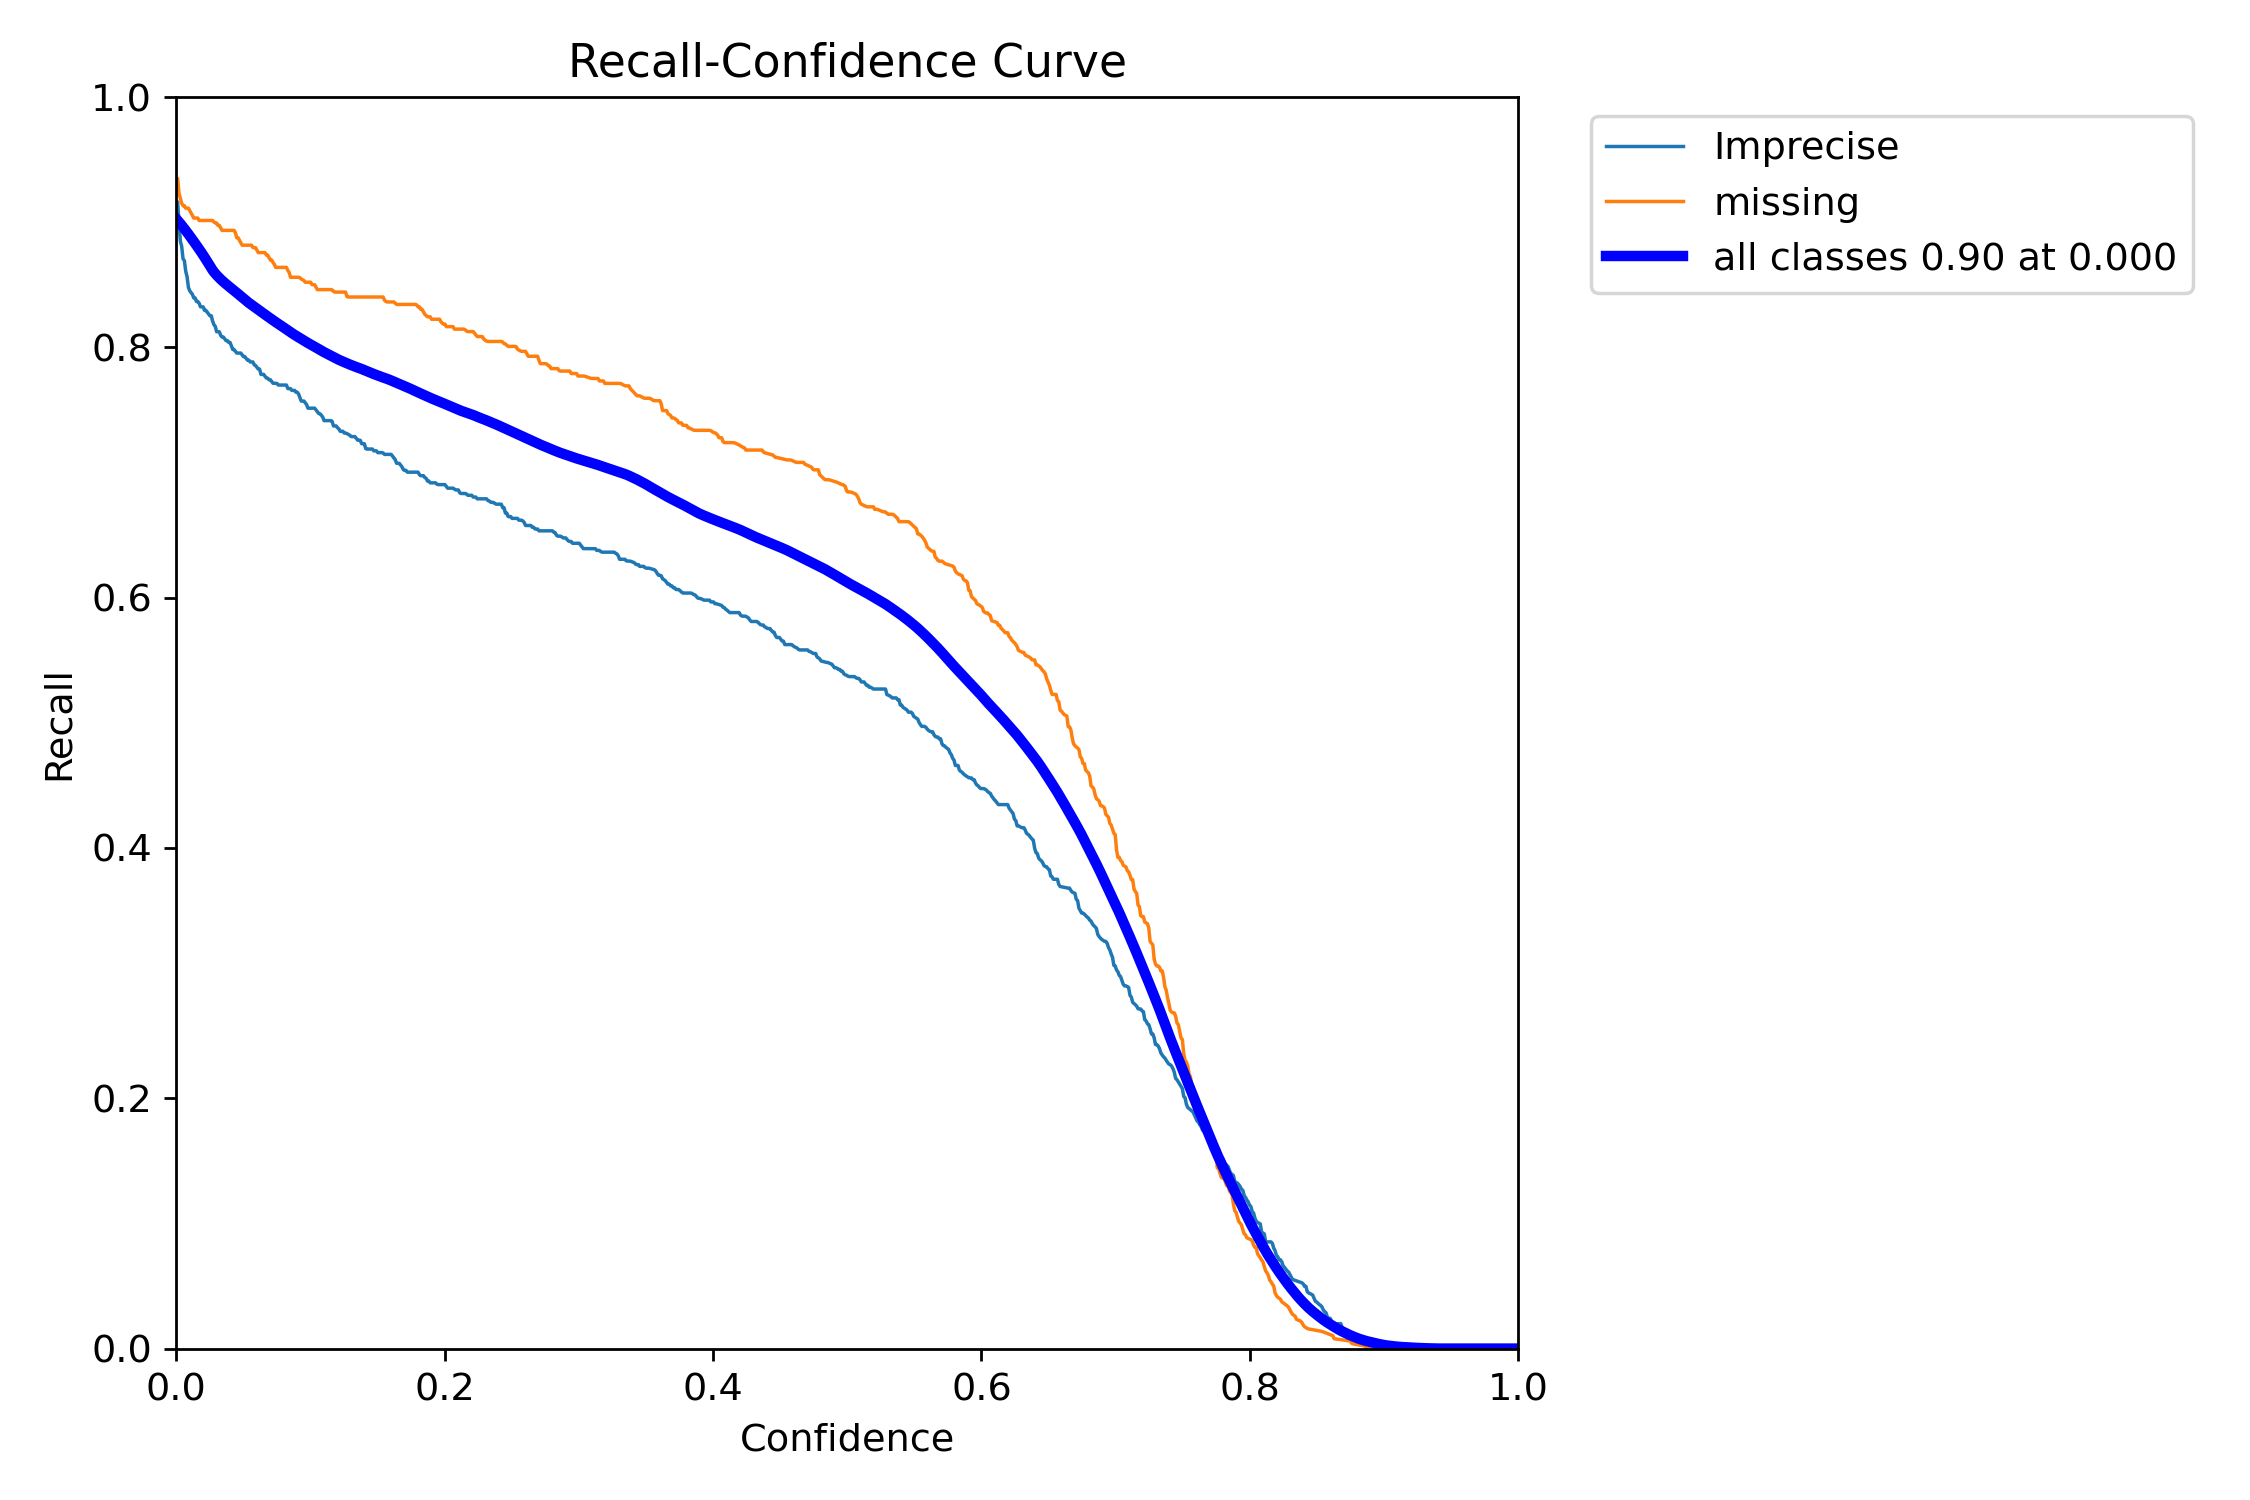 Recall-Confidence Curve
1.0
0.8
0.6
0.4
0.2
0.0
Recall
0.0 0.2 0.4 0.6 0.8 1.0
Confidence
Imprecise
missing
all classes 0.90 at 0.000